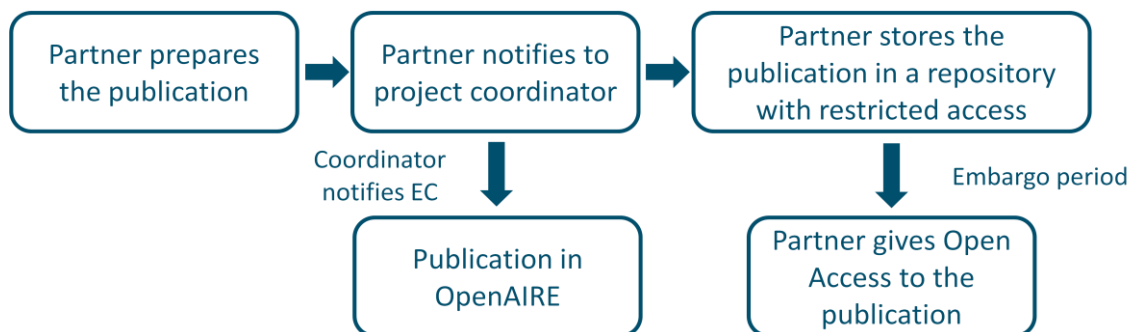 Partner prepares
the publication
Partner notifies to
project coordinator
Partner stores the
publication in a repository
with restricted access
Coordinator
notifies EC
Embargo period
Publication in
OpenAIRE
Partner gives Open
Access to the
publication